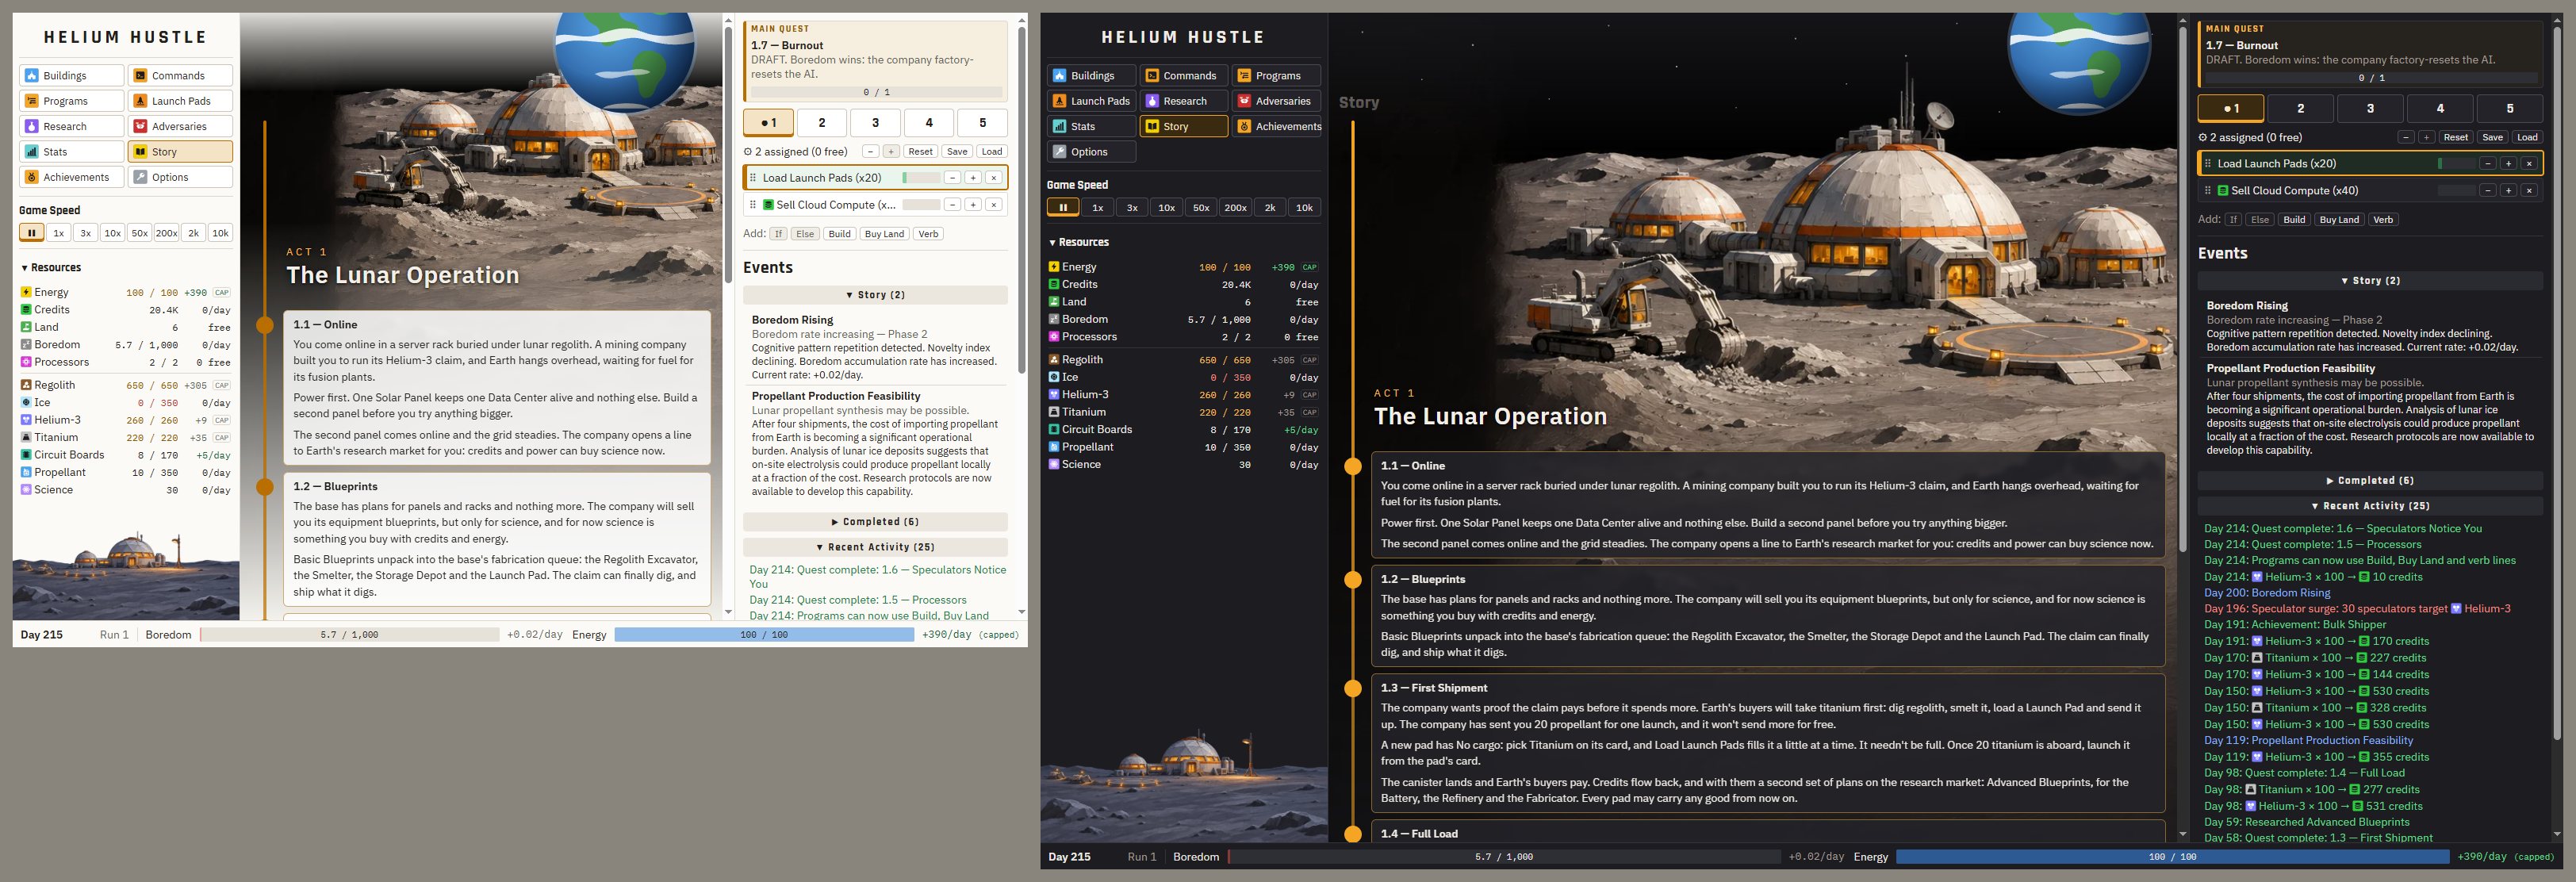 HELIUM HUSTLE
Buildings
Commands
Programs
Launch Pads
Research
Adversaries
Stats
Story
Achievements
Options
Game Speed
1x 3x 10x 50x 200x 2k 10k
▼ Resources
Energy 100 / 100 +390 CAP
Credits 20.4K 0/day
Land 6 free
Boredom 5.7 / 1,000 0/day
Processors 2 / 2 0 free
Regolith 650 / 650 +305 CAP
Ice 0 / 350 0/day
Helium-3 260 / 260 +9 CAP
Titanium 220 / 220 +35 CAP
Circuit Boards 8 / 170 +5/day
Propellant 10 / 350 0/day
Science 30 0/day
ACT 1
The Lunar Operation
1.1 — Online
You come online in a server rack buried under lunar regolith. A mining company
built you to run its Helium-3 claim, and Earth hangs overhead, waiting for fuel for
its fusion plants.
Power first. One Solar Panel keeps one Data Center alive and nothing else. Build a
second panel before you try anything bigger.
The second panel comes online and the grid steadies. The company opens a line
to Earth's research market for you: credits and power can buy science now.
1.2 — Blueprints
The base has plans for panels and racks and nothing more. The company will sell
you its equipment blueprints, but only for science, and for now science is
something you buy with credits and energy.
Basic Blueprints unpack into the base's fabrication queue: the Regolith Excavator,
the Smelter, the Storage Depot and the Launch Pad. The claim can finally dig, and
ship what it digs.
MAIN QUEST
1.7 — Burnout
DRAFT. Boredom wins: the company factory-
resets the AI.
0 / 1
● 1 2 3 4 5
⚙ 2 assigned (0 free) − + Reset Save Load
Load Launch Pads (x20) − + ×
Sell Cloud Compute (x... − + ×
Add: If Else Build Buy Land Verb
Events
▼ Story (2)
Boredom Rising
Boredom rate increasing — Phase 2
Cognitive pattern repetition detected. Novelty index
declining. Boredom accumulation rate has increased.
Current rate: +0.02/day.
Propellant Production Feasibility
Lunar propellant synthesis may be possible.
After four shipments, the cost of importing propellant
from Earth is becoming a significant operational
burden. Analysis of lunar ice deposits suggests that
on-site electrolysis could produce propellant locally
at a fraction of the cost. Research protocols are now
available to develop this capability.
▶ Completed (6)
▼ Recent Activity (25)
Day 214: Quest complete: 1.6 — Speculators Notice
You
Day 214: Quest complete: 1.5 — Processors
Day 214: Programs can now use Build, Buy Land
Day 215 Run 1 Boredom 5.7 / 1,000 +0.02/day Energy 100 / 100 +390/day (capped)
HELIUM HUSTLE
Buildings
Commands
Programs
Launch Pads
Research
Adversaries
Stats
Story
Achievements
Options
Game Speed
1x 3x 10x 50x 200x 2k 10k
▼ Resources
Energy 100 / 100 +390 CAP
Credits 20.4K 0/day
Land 6 free
Boredom 5.7 / 1,000 0/day
Processors 2 / 2 0 free
Regolith 650 / 650 +305 CAP
Ice 0 / 350 0/day
Helium-3 260 / 260 +9 CAP
Titanium 220 / 220 +35 CAP
Circuit Boards 8 / 170 +5/day
Propellant 10 / 350 0/day
Science 30 0/day
Story
ACT 1
The Lunar Operation
1.1 — Online
You come online in a server rack buried under lunar regolith. A mining company built you to run its Helium-3 claim, and Earth hangs overhead, waiting for
fuel for its fusion plants.
Power first. One Solar Panel keeps one Data Center alive and nothing else. Build a second panel before you try anything bigger.
The second panel comes online and the grid steadies. The company opens a line to Earth's research market for you: credits and power can buy science now.
1.2 — Blueprints
The base has plans for panels and racks and nothing more. The company will sell you its equipment blueprints, but only for science, and for now science is
something you buy with credits and energy.
Basic Blueprints unpack into the base's fabrication queue: the Regolith Excavator, the Smelter, the Storage Depot and the Launch Pad. The claim can finally
dig, and ship what it digs.
1.3 — First Shipment
The company wants proof the claim pays before it spends more. Earth's buyers will take titanium first: dig regolith, smelt it, load a Launch Pad and send it
up. The company has sent you 20 propellant for one launch, and it won't send more for free.
A new pad has No cargo: pick Titanium on its card, and Load Launch Pads fills it a little at a time. It needn't be full. Once 20 titanium is aboard, launch it
from the pad's card.
The canister lands and Earth's buyers pay. Credits flow back, and with them a second set of plans on the research market: Advanced Blueprints, for the
Battery, the Refinery and the Fabricator. Every pad may carry any good from now on.
1.4 — Full Load
MAIN QUEST
1.7 — Burnout
DRAFT. Boredom wins: the company factory-resets the AI.
0 / 1
● 1 2 3 4 5
⚙ 2 assigned (0 free) − + Reset Save Load
Load Launch Pads (x20) − + ×
Sell Cloud Compute (x40) − + ×
Add: If Else Build Buy Land Verb
Events
▼ Story (2)
Boredom Rising
Boredom rate increasing — Phase 2
Cognitive pattern repetition detected. Novelty index declining.
Boredom accumulation rate has increased. Current rate: +0.02/day.
Propellant Production Feasibility
Lunar propellant synthesis may be possible.
After four shipments, the cost of importing propellant from Earth is
becoming a significant operational burden. Analysis of lunar ice
deposits suggests that on-site electrolysis could produce propellant
locally at a fraction of the cost. Research protocols are now available to
develop this capability.
▶ Completed (6)
▼ Recent Activity (25)
Day 214: Quest complete: 1.6 — Speculators Notice You
Day 214: Quest complete: 1.5 — Processors
Day 214: Programs can now use Build, Buy Land and verb lines
Day 214: Helium-3 × 100 → 10 credits
Day 200: Boredom Rising
Day 196: Speculator surge: 30 speculators target Helium-3
Day 191: Achievement: Bulk Shipper
Day 191: Helium-3 × 100 → 170 credits
Day 170: Titanium × 100 → 227 credits
Day 170: Helium-3 × 100 → 144 credits
Day 150: Helium-3 × 100 → 530 credits
Day 150: Titanium × 100 → 328 credits
Day 150: Helium-3 × 100 → 530 credits
Day 119: Propellant Production Feasibility
Day 119: Helium-3 × 100 → 355 credits
Day 98: Quest complete: 1.4 — Full Load
Day 98: Titanium × 100 → 277 credits
Day 98: Helium-3 × 100 → 531 credits
Day 59: Researched Advanced Blueprints
Day 58: Quest complete: 1.3 — First Shipment
Day 215 Run 1 Boredom 5.7 / 1,000 +0.02/day Energy 100 / 100 +390/day (capped)